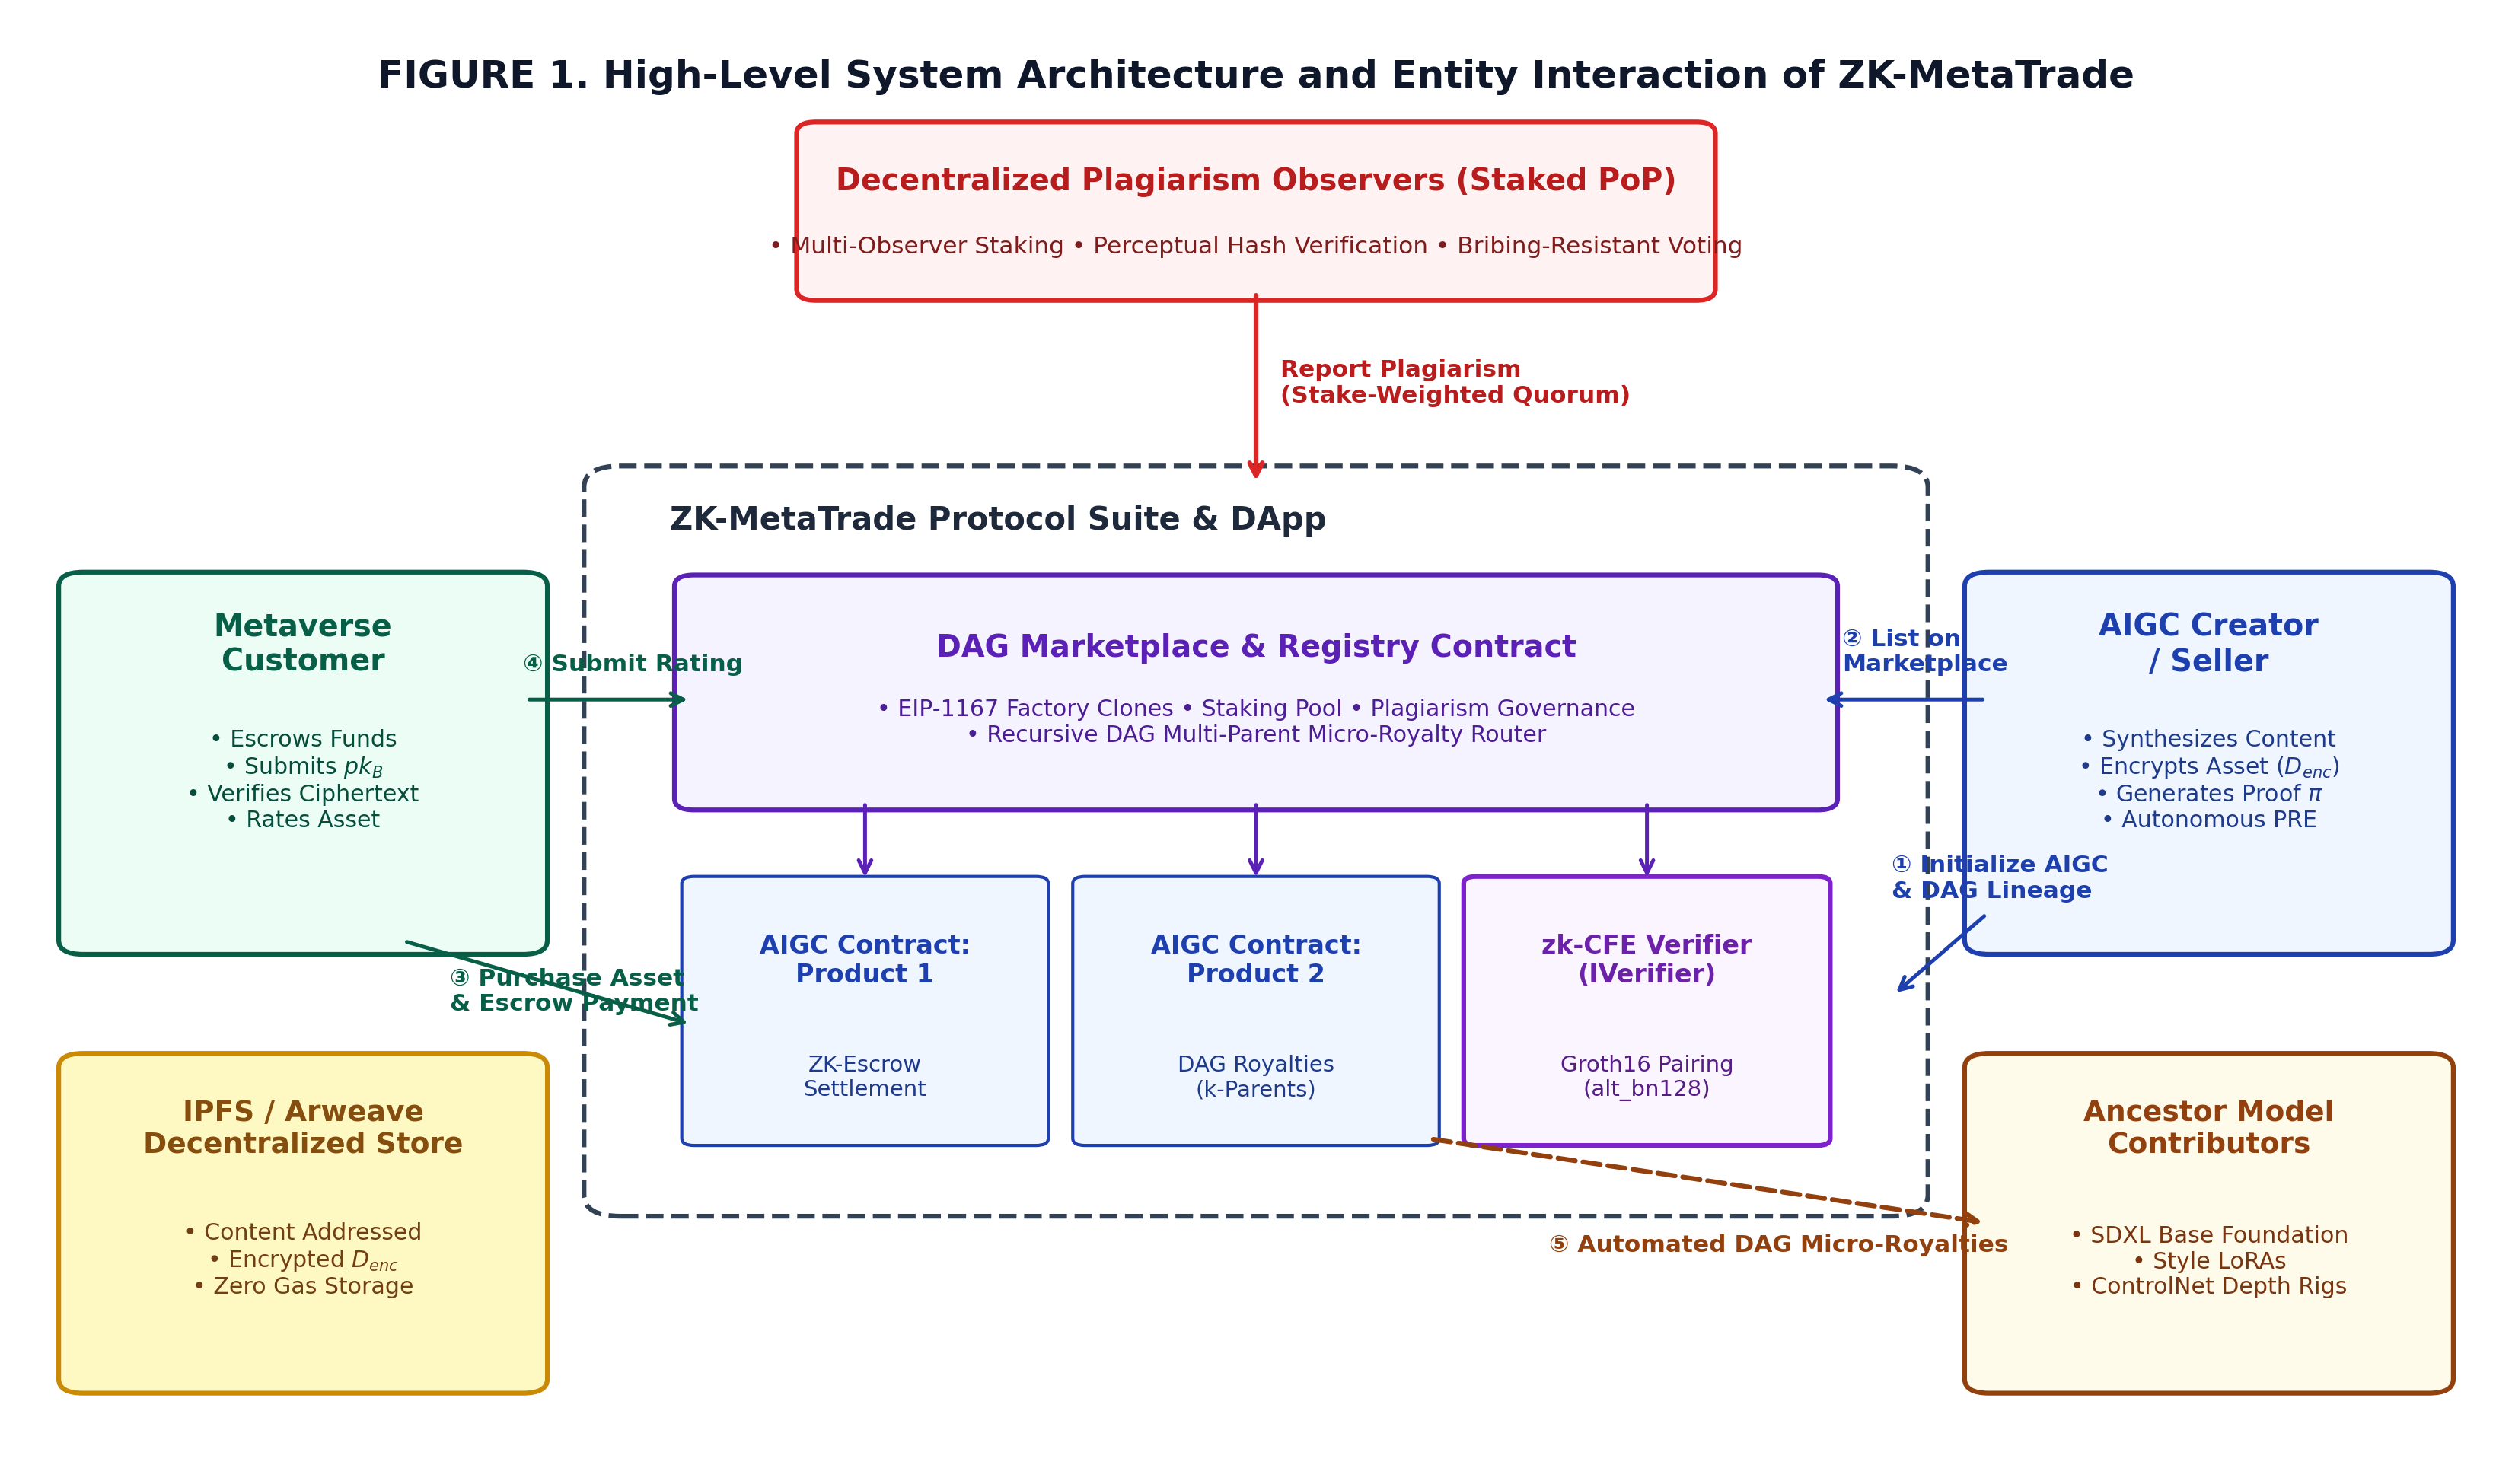 FIGURE 1. High-Level System Architecture and Entity Interaction of ZK-MetaTrade
Decentralized Plagiarism Observers (Staked PoP)
• Multi-Observer Staking • Perceptual Hash Verification • Bribing-Resistant Voting
Report Plagiarism
(Stake-Weighted Quorum)
ZK-MetaTrade Protocol Suite & DApp
Metaverse
Customer
• Escrows Funds
• Submits pk_B
• Verifies Ciphertext
• Rates Asset
④ Submit Rating
DAG Marketplace & Registry Contract
• EIP-1167 Factory Clones • Staking Pool • Plagiarism Governance
• Recursive DAG Multi-Parent Micro-Royalty Router
② List on
Marketplace
AIGC Creator
/ Seller
• Synthesizes Content
• Encrypts Asset (D_enc)
• Generates Proof π
• Autonomous PRE
① Initialize AIGC
& DAG Lineage
③ Purchase Asset
& Escrow Payment
AIGC Contract:
Product 1
ZK-Escrow
Settlement
AIGC Contract:
Product 2
DAG Royalties
(k-Parents)
zk-CFE Verifier
(IVerifier)
Groth16 Pairing
(alt_bn128)
IPFS / Arweave
Decentralized Store
• Content Addressed
• Encrypted D_enc
• Zero Gas Storage
⑤ Automated DAG Micro-Royalties
Ancestor Model
Contributors
• SDXL Base Foundation
• Style LoRAs
• ControlNet Depth Rigs